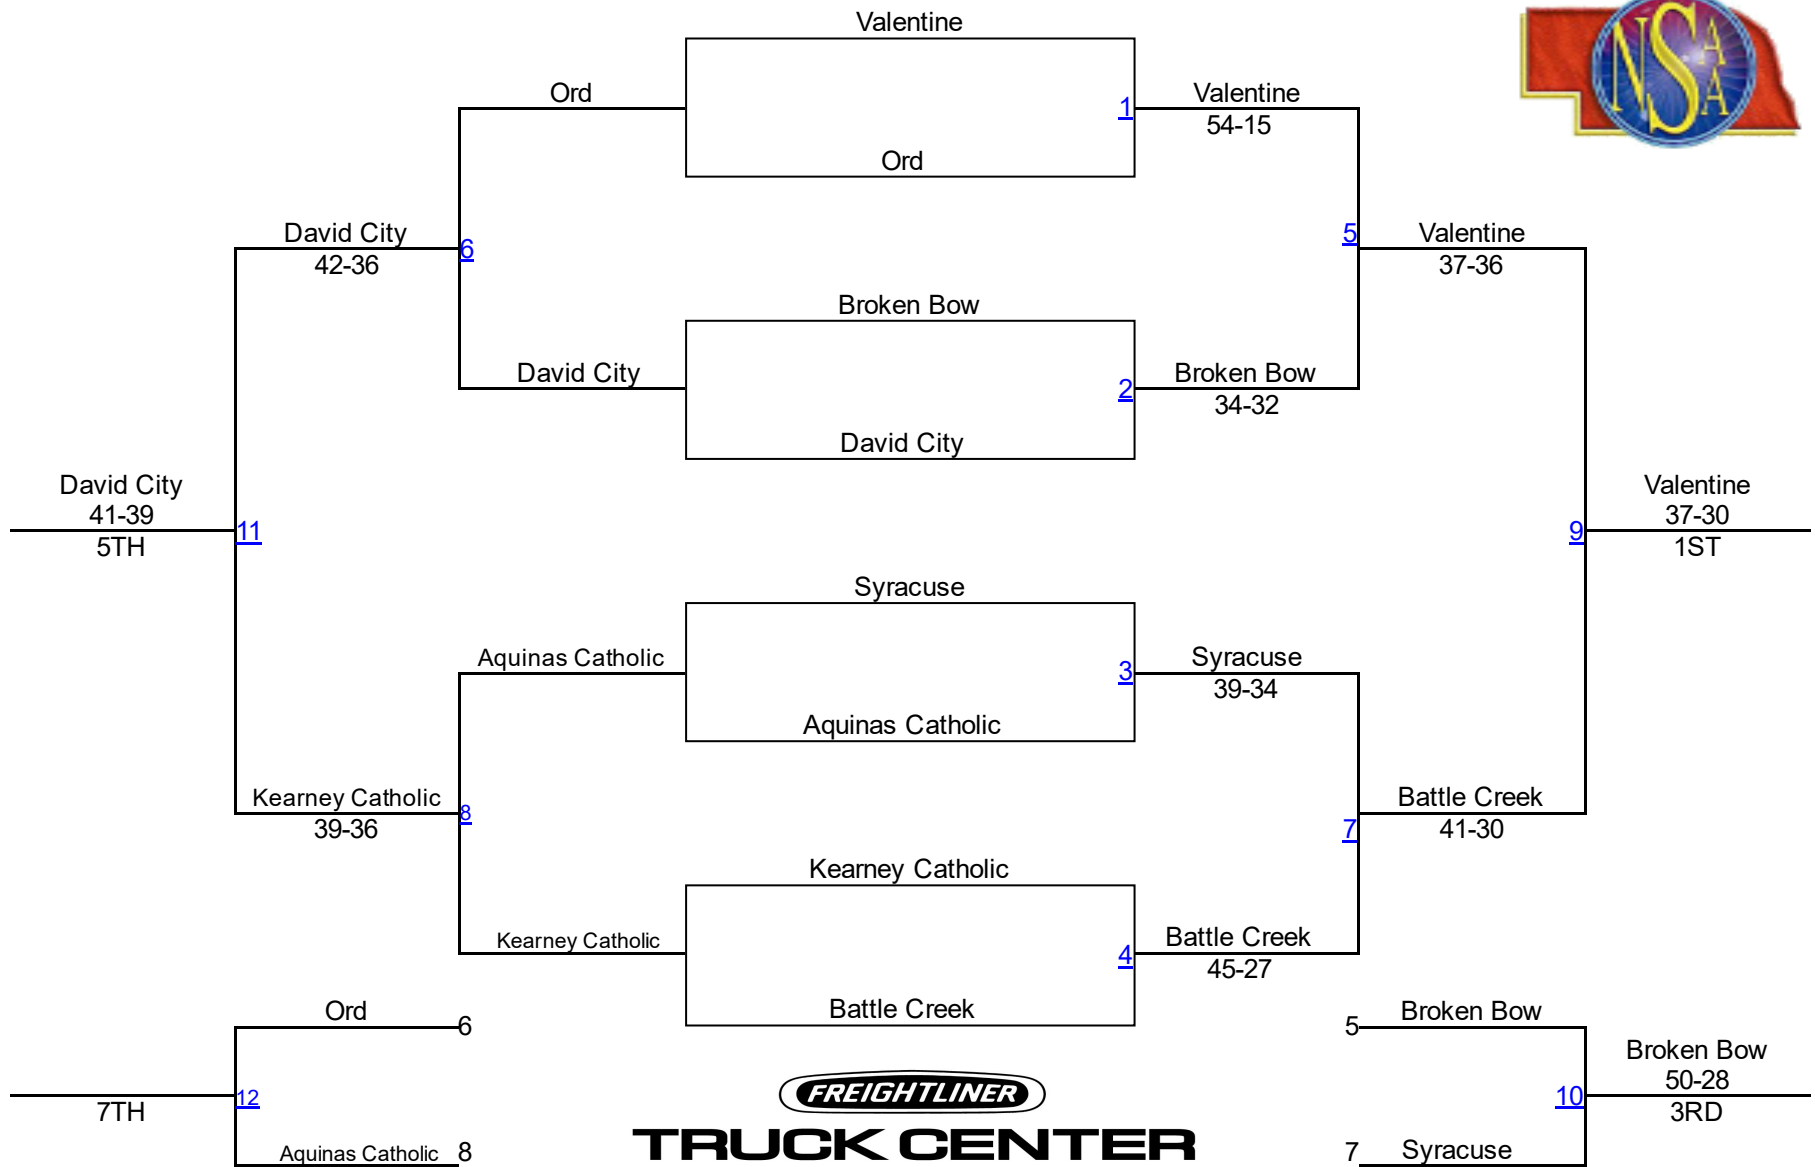 Valentine
NSAA
Ord
1
Valentine
54-15
Ord
David City
42-36
6
5
Valentine
37-36
Broken Bow
David City
2
Broken Bow
34-32
David City
David City
41-39
5TH
11
9
Valentine
37-30
1ST
Syracuse
Aquinas Catholic
3
Syracuse
39-34
Aquinas Catholic
Kearney Catholic
39-36
8
7
Battle Creek
41-30
Kearney Catholic
Kearney Catholic
4
Battle Creek
45-27
Battle Creek
Ord
6
5
Broken Bow
12
7TH
Aquinas Catholic
8
FREIGHTLINER
TRUCK CENTER
10
Broken Bow
50-28
3RD
7
Syracuse